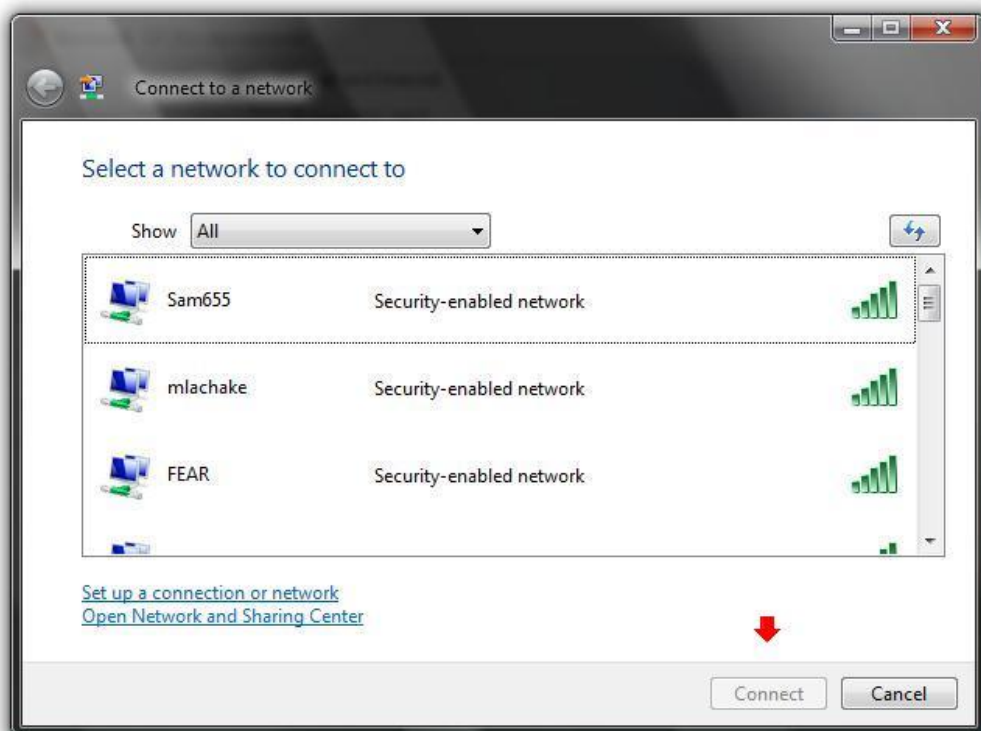 Connect to a network
Select a network to connect to
Show All
Sam655 Security-enabled network
mlachake Security-enabled network
FEAR Security-enabled network
Set up a connection or network
Open Network and Sharing Center
Connect Cancel